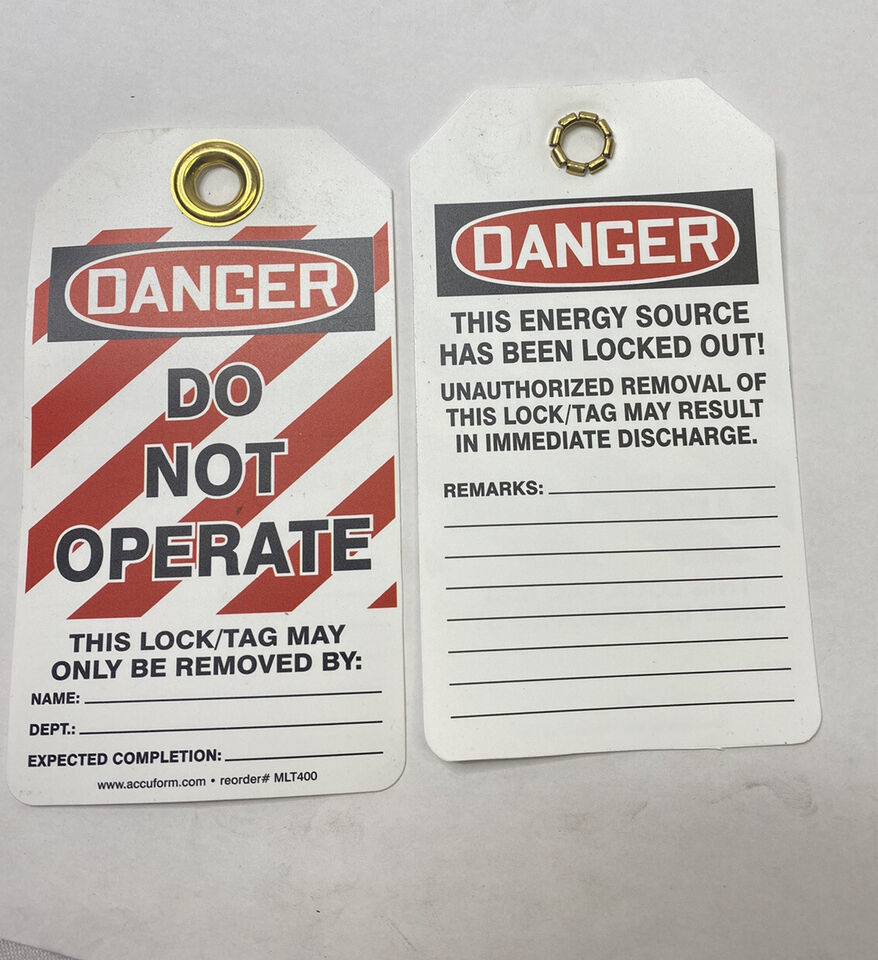 DANGER
DO
NOT
OPERATE
THIS LOCK/TAG MAY
ONLY BE REMOVED BY:
NAME:
DEPT.:
EXPECTED COMPLETION:
www.accuform.com • reorder# MLT400
DANGER
THIS ENERGY SOURCE
HAS BEEN LOCKED OUT!
UNAUTHORIZED REMOVAL OF
THIS LOCK/TAG MAY RESULT
IN IMMEDIATE DISCHARGE.
REMARKS: